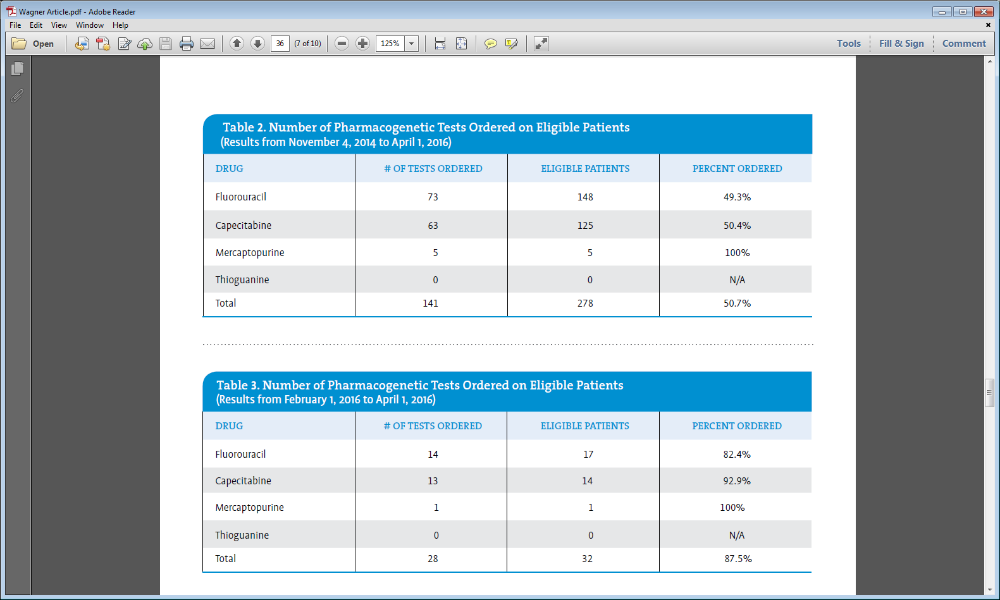 Wagner Article.pdf - Adobe Reader
File Edit View Window Help
Open 36 (7 of 10) 125% Tools Fill & Sign Comment
Table 2. Number of Pharmacogenetic Tests Ordered on Eligible Patients
(Results from November 4, 2014 to April 1, 2016)
DRUG # OF TESTS ORDERED ELIGIBLE PATIENTS PERCENT ORDERED
Fluorouracil 73 148 49.3%
Capecitabine 63 125 50.4%
Mercaptopurine 5 5 100%
Thioguanine 0 0 N/A
Total 141 278 50.7%
Table 3. Number of Pharmacogenetic Tests Ordered on Eligible Patients
(Results from February 1, 2016 to April 1, 2016)
DRUG # OF TESTS ORDERED ELIGIBLE PATIENTS PERCENT ORDERED
Fluorouracil 14 17 82.4%
Capecitabine 13 14 92.9%
Mercaptopurine 1 1 100%
Thioguanine 0 0 N/A
Total 28 32 87.5%